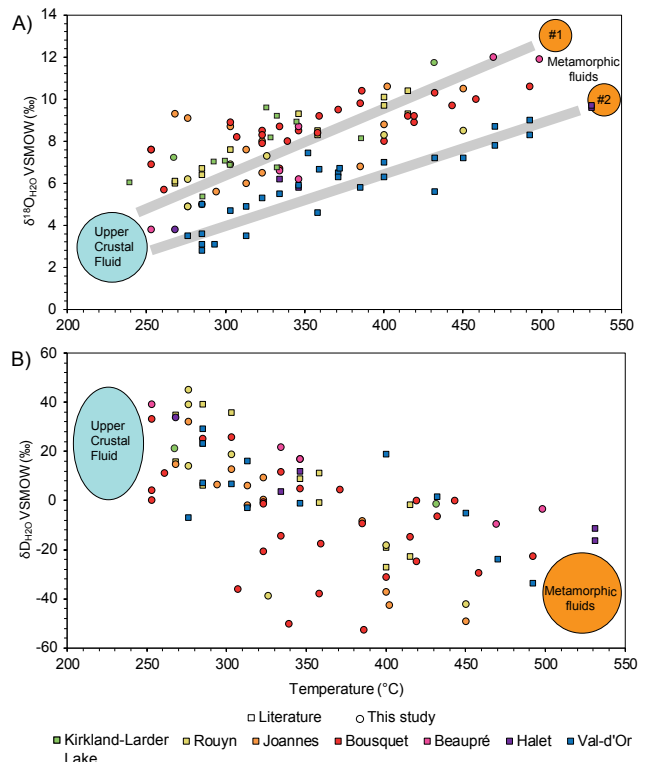 A)
14
12
10
8
6
4
2
0
δ18OH2O VSMOW (‰)
#1
Metamorphic
fluids
#2
Upper
Crustal
Fluid
200 250 300 350 400 450 500 550
B)
60
40
20
0
-20
-40
-60
δDH2O VSMOW (‰)
Upper
Crustal
Fluid
Metamorphic
fluids
200 250 300 350 400 450 500 550
Temperature (°C)
Literature This study
Kirkland-Larder Rouyn Joannes Bousquet Beaupré Halet Val-d'Or
Lake